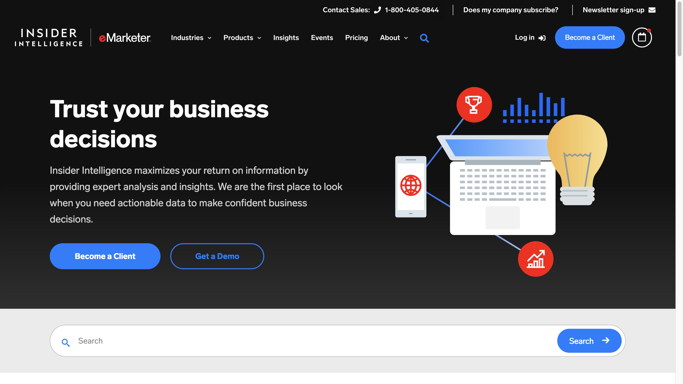 Contact Sales: 1-800-405-0844
Does my company subscribe?
Newsletter sign-up
INSIDER
INTELLIGENCE
eMarketer.
Industries
Products
Insights
Events
Pricing
About
Log in
Become a Client
Trust your business
decisions
Insider Intelligence maximizes your return on information by
providing expert analysis and insights. We are the first place to look
when you need actionable data to make confident business
decisions.
Become a Client
Get a Demo
Search
Search